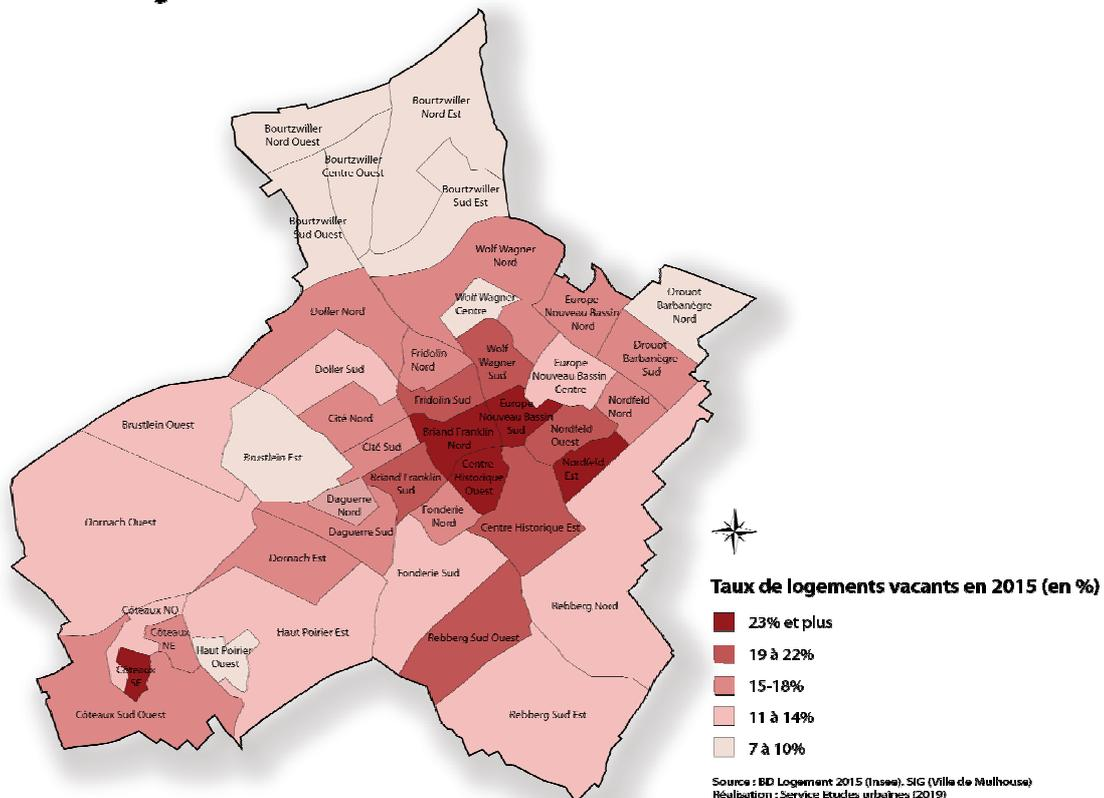 Bourtzwiller
Nord Est
Bourtzwiller
Nord Ouest
Bourtzwiller
Centre Ouest
Bourtzwiller
Sud Est
Bourtzwiller
Sud Ouest
Wolf Wagner
Nord
Wolf Wagner
Centre
Drouot
Barbanègre
Nord
Europe
Nouveau Bassin
Nord
Doller Nord
Drouot
Barbanègre
Sud
Fridolin
Nord
Wolf
Wagner
Sud
Doller Sud
Europe
Nouveau Bassin
Centre
Fridolin Sud
Nordfeld
Nord
Europe
Nouveau Bassin
Sud
Cité Nord
Brustlein Ouest
Briand Franklin
Nord
Nordfeld
Ouest
Cité Sud
Brustlein Est
Centre
Historique
Ouest
Nordfeld
Est
Briand Franklin
Sud
Daguerre
Nord
Fonderie
Nord
Dornach Ouest
Centre Historique Est
Daguerre Sud
Dornach Est
Fonderie Sud
Rebberg Nord
Côteaux NO
Côteaux
NE
Haut Poirier Est
Rebberg Sud Ouest
Haut Poirier
Ouest
Côteaux
SE
Côteaux Sud Ouest
Rebberg Sud Est
Taux de logements vacants en 2015 (en %)
23% et plus
19 à 22%
15-18%
11 à 14%
7 à 10%
Source : BD Logement 2015 (Insee). SIG (Ville de Mulhouse)
Réalisation : Service Etudes urbaines (2019)